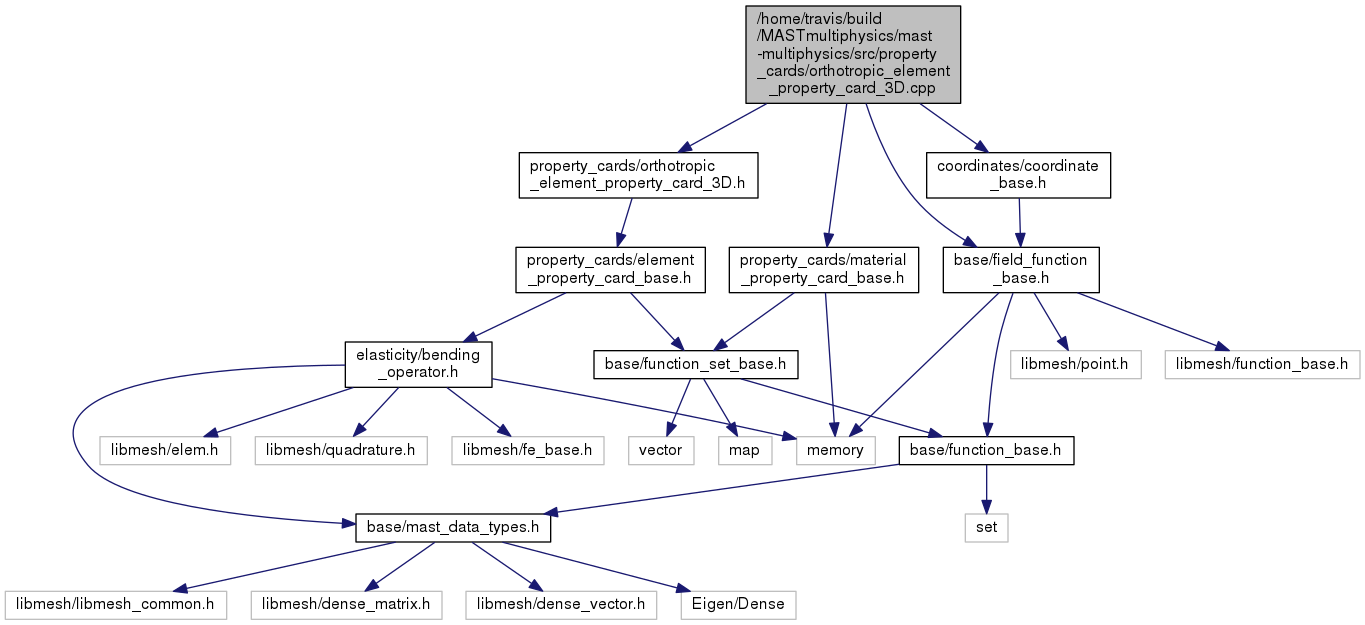 /home/travis/build
/MASTmultiphysics/mast
-multiphysics/src/property
_cards/orthotropic_element
_property_card_3D.cpp
property_cards/orthotropic
_element_property_card_3D.h
coordinates/coordinate
_base.h
property_cards/element
_property_card_base.h
property_cards/material
_property_card_base.h
base/field_function
_base.h
elasticity/bending
_operator.h
base/function_set_base.h
libmesh/point.h
libmesh/function_base.h
libmesh/elem.h
libmesh/quadrature.h
libmesh/fe_base.h
vector
map
memory
base/function_base.h
base/mast_data_types.h
set
libmesh/libmesh_common.h
libmesh/dense_matrix.h
libmesh/dense_vector.h
Eigen/Dense